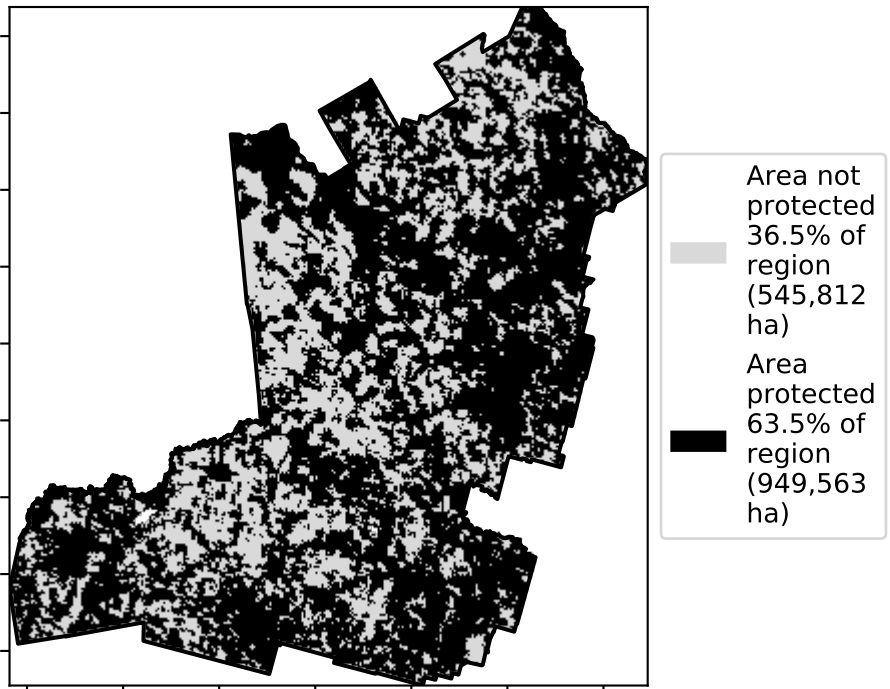 Area not
protected
36.5% of
region
(545,812
ha)
Area
protected
63.5% of
region
(949,563
ha)